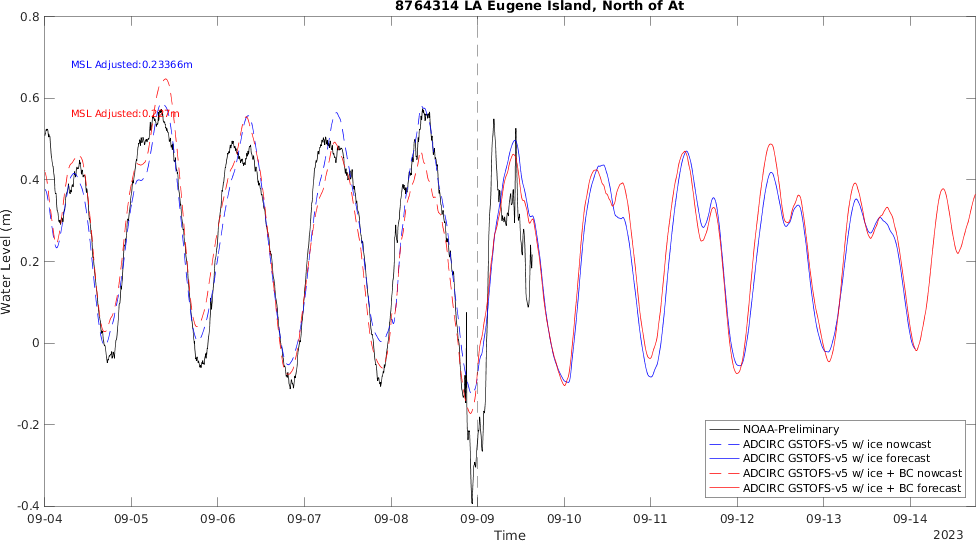 8764314 LA Eugene Island, North of At
0.8
0.6
0.4
0.2
0
-0.2
-0.4
Water Level (m)
MSL Adjusted:0.23366m
MSL Adjusted:
NOAA-Preliminary
ADCIRC GSTOFS-v5 w/ ice nowcast
ADCIRC GSTOFS-v5 w/ ice forecast
ADCIRC GSTOFS-v5 w/ ice + BC nowcast
ADCIRC GSTOFS-v5 w/ ice + BC forecast
09-04 09-05 09-06 09-07 09-08 09-09 09-10 09-11 09-12 09-13 09-14
Time
2023